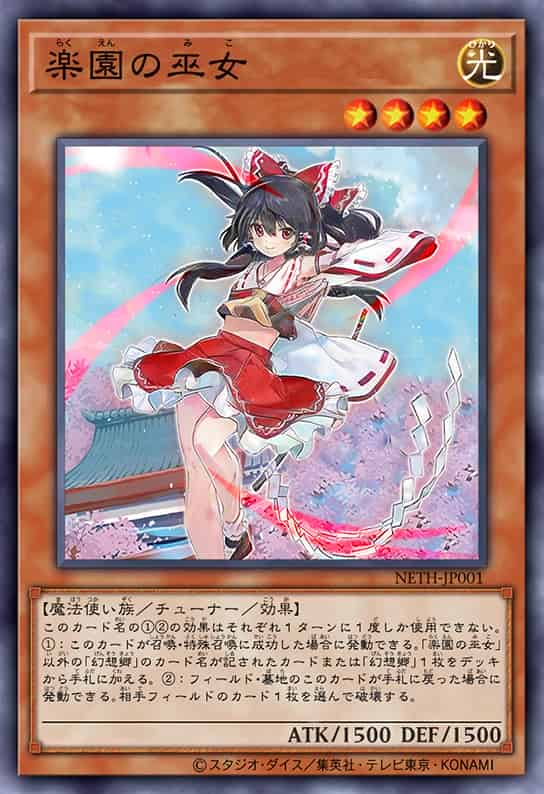 楽園の巫女
光
NETH-JP001
【魔法使い族／チューナー／効果】
このカード名の①②の効果はそれぞれ１ターンに１度しか使用できない。
①：このカードが召喚・特殊召喚に成功した場合に発動できる。「楽園の巫女」
以外の「幻想郷」のカード名が記されたカードまたは「幻想郷」１枚をデッキ
から手札に加える。②：フィールド・墓地のこのカードが手札に戻った場合に
発動できる。相手フィールドのカード１枚を選んで破壊する。
ATK/1500 DEF/1500
©スタジオ・ダイス／集英社・テレビ東京・KONAMI